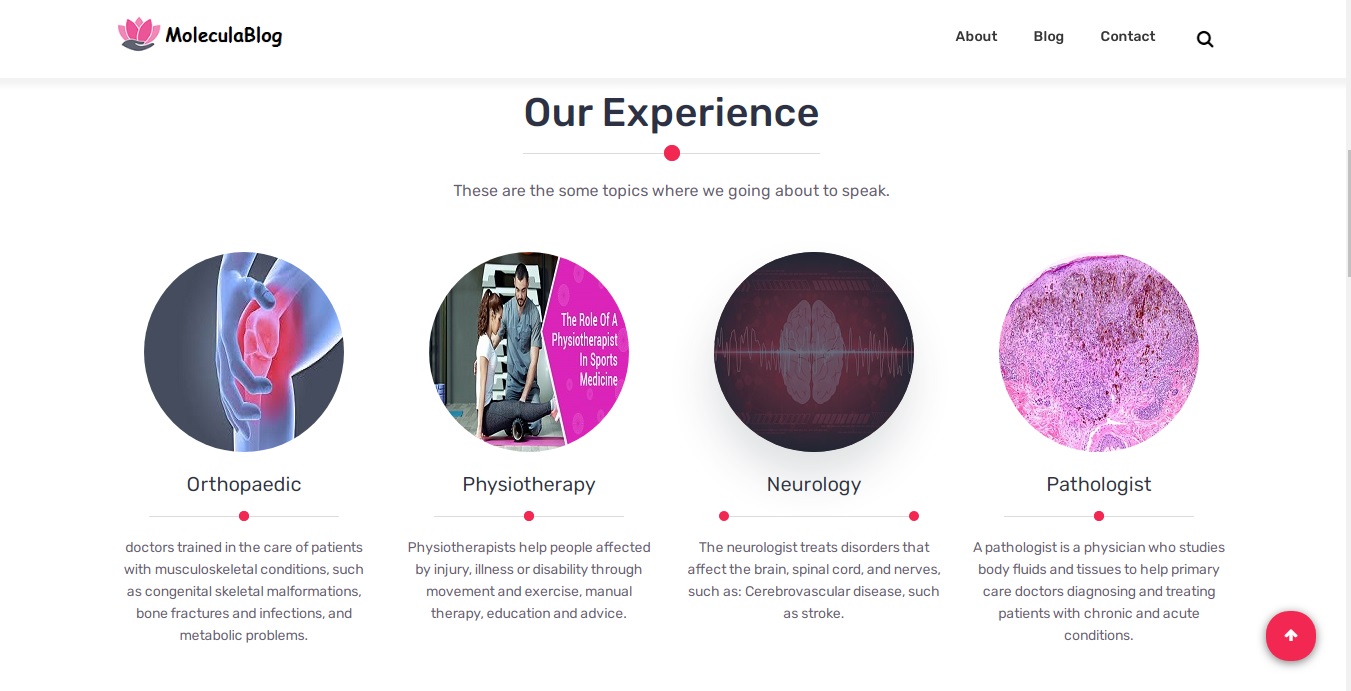 MoleculaBlog
About
Blog
Contact
Our Experience
These are the some topics where we going about to speak.
The Role Of A
Physiotherapist
In Sports
Medicine
Orthopaedic
doctors trained in the care of patients
with musculoskeletal conditions, such
as congenital skeletal malformations,
bone fractures and infections, and
metabolic problems.
Physiotherapy
Physiotherapists help people affected
by injury, illness or disability through
movement and exercise, manual
therapy, education and advice.
Neurology
The neurologist treats disorders that
affect the brain, spinal cord, and nerves,
such as: Cerebrovascular disease, such
as stroke.
Pathologist
A pathologist is a physician who studies
body fluids and tissues to help primary
care doctors diagnosing and treating
patients with chronic and acute
conditions.